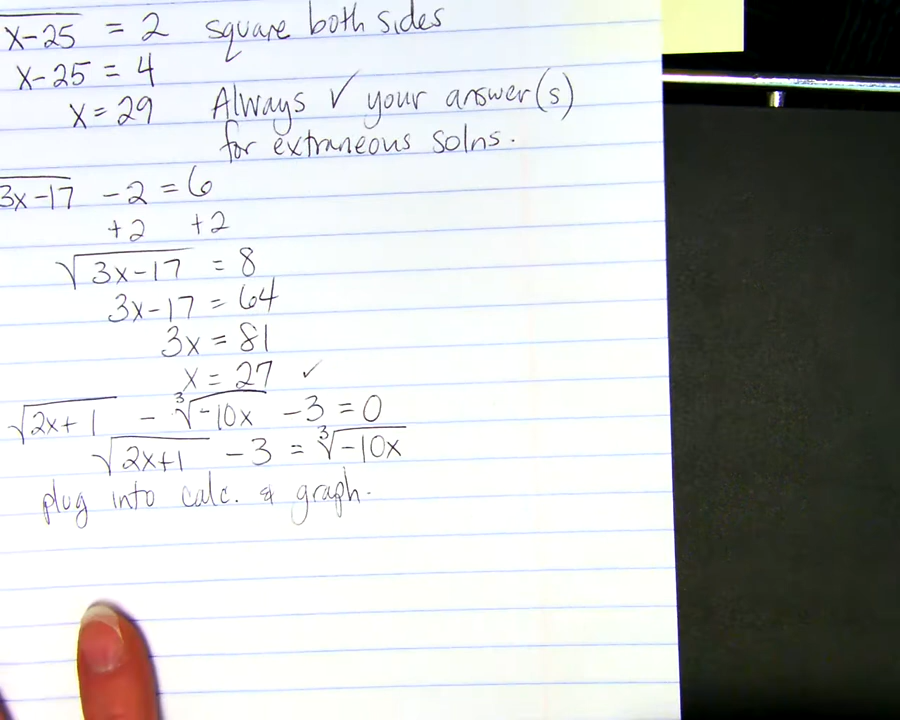 √x-25 = 2 square both sides
x-25 = 4
x = 29 Always ✓ your answer(s)
for extraneous solns.
√3x-17 - 2 = 6
+2 +2
√3x-17 = 8
3x-17 = 64
3x = 81
x = 27 ✓
√2x+1 - ∛-10x - 3 = 0
√2x+1 - 3 = ∛-10x
plug into calc. & graph.